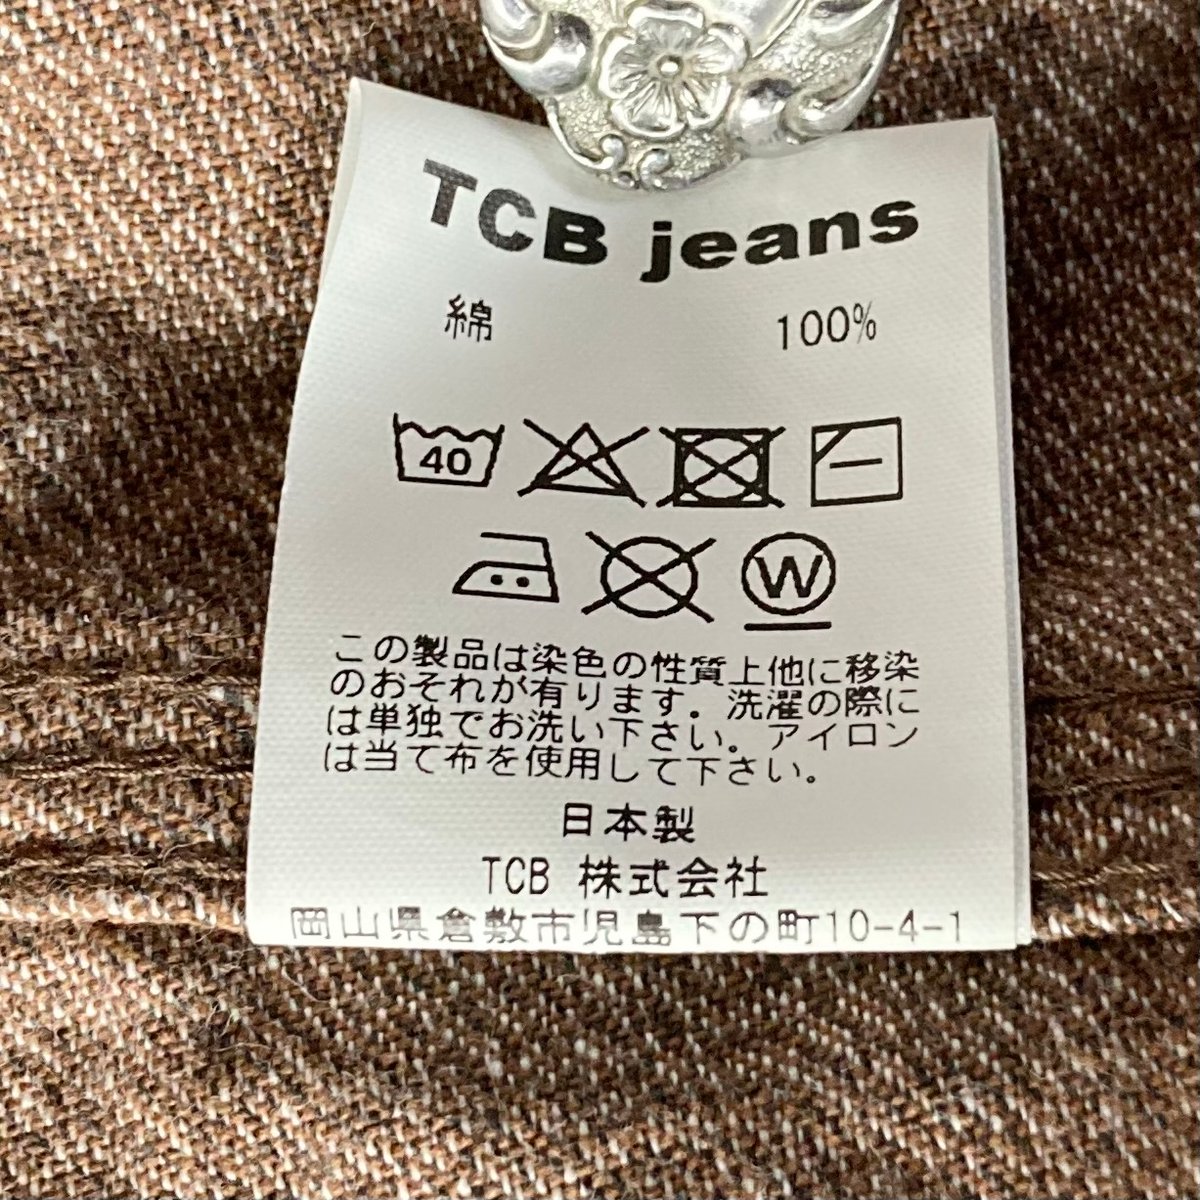 TCB jeans
綿 100%
40
W
この製品は染色の性質上他に移染
のおそれが有ります。洗濯の際に
は単独でお洗い下さい。アイロン
は当て布を使用して下さい。
日本製
TCB 株式会社
岡山県倉敷市児島下の町10-4-1